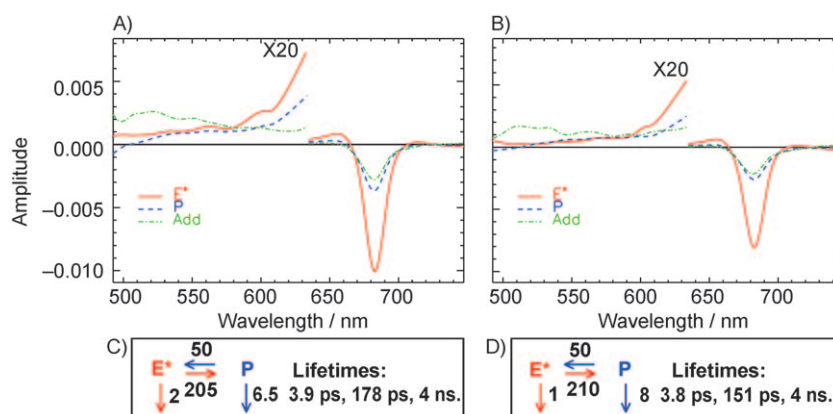 A)
X20
0.005
0.000
−0.005
−0.010
Amplitude
E*
P
Add
500 550 600 650 700
Wavelength / nm
B)
X20
E*
P
Add
500 550 600 650 700
Wavelength / nm
C)
50
E* P Lifetimes:
2 205 6.5 3.9 ps, 178 ps, 4 ns.
D)
50
E* P Lifetimes:
1 210 8 3.8 ps, 151 ps, 4 ns.